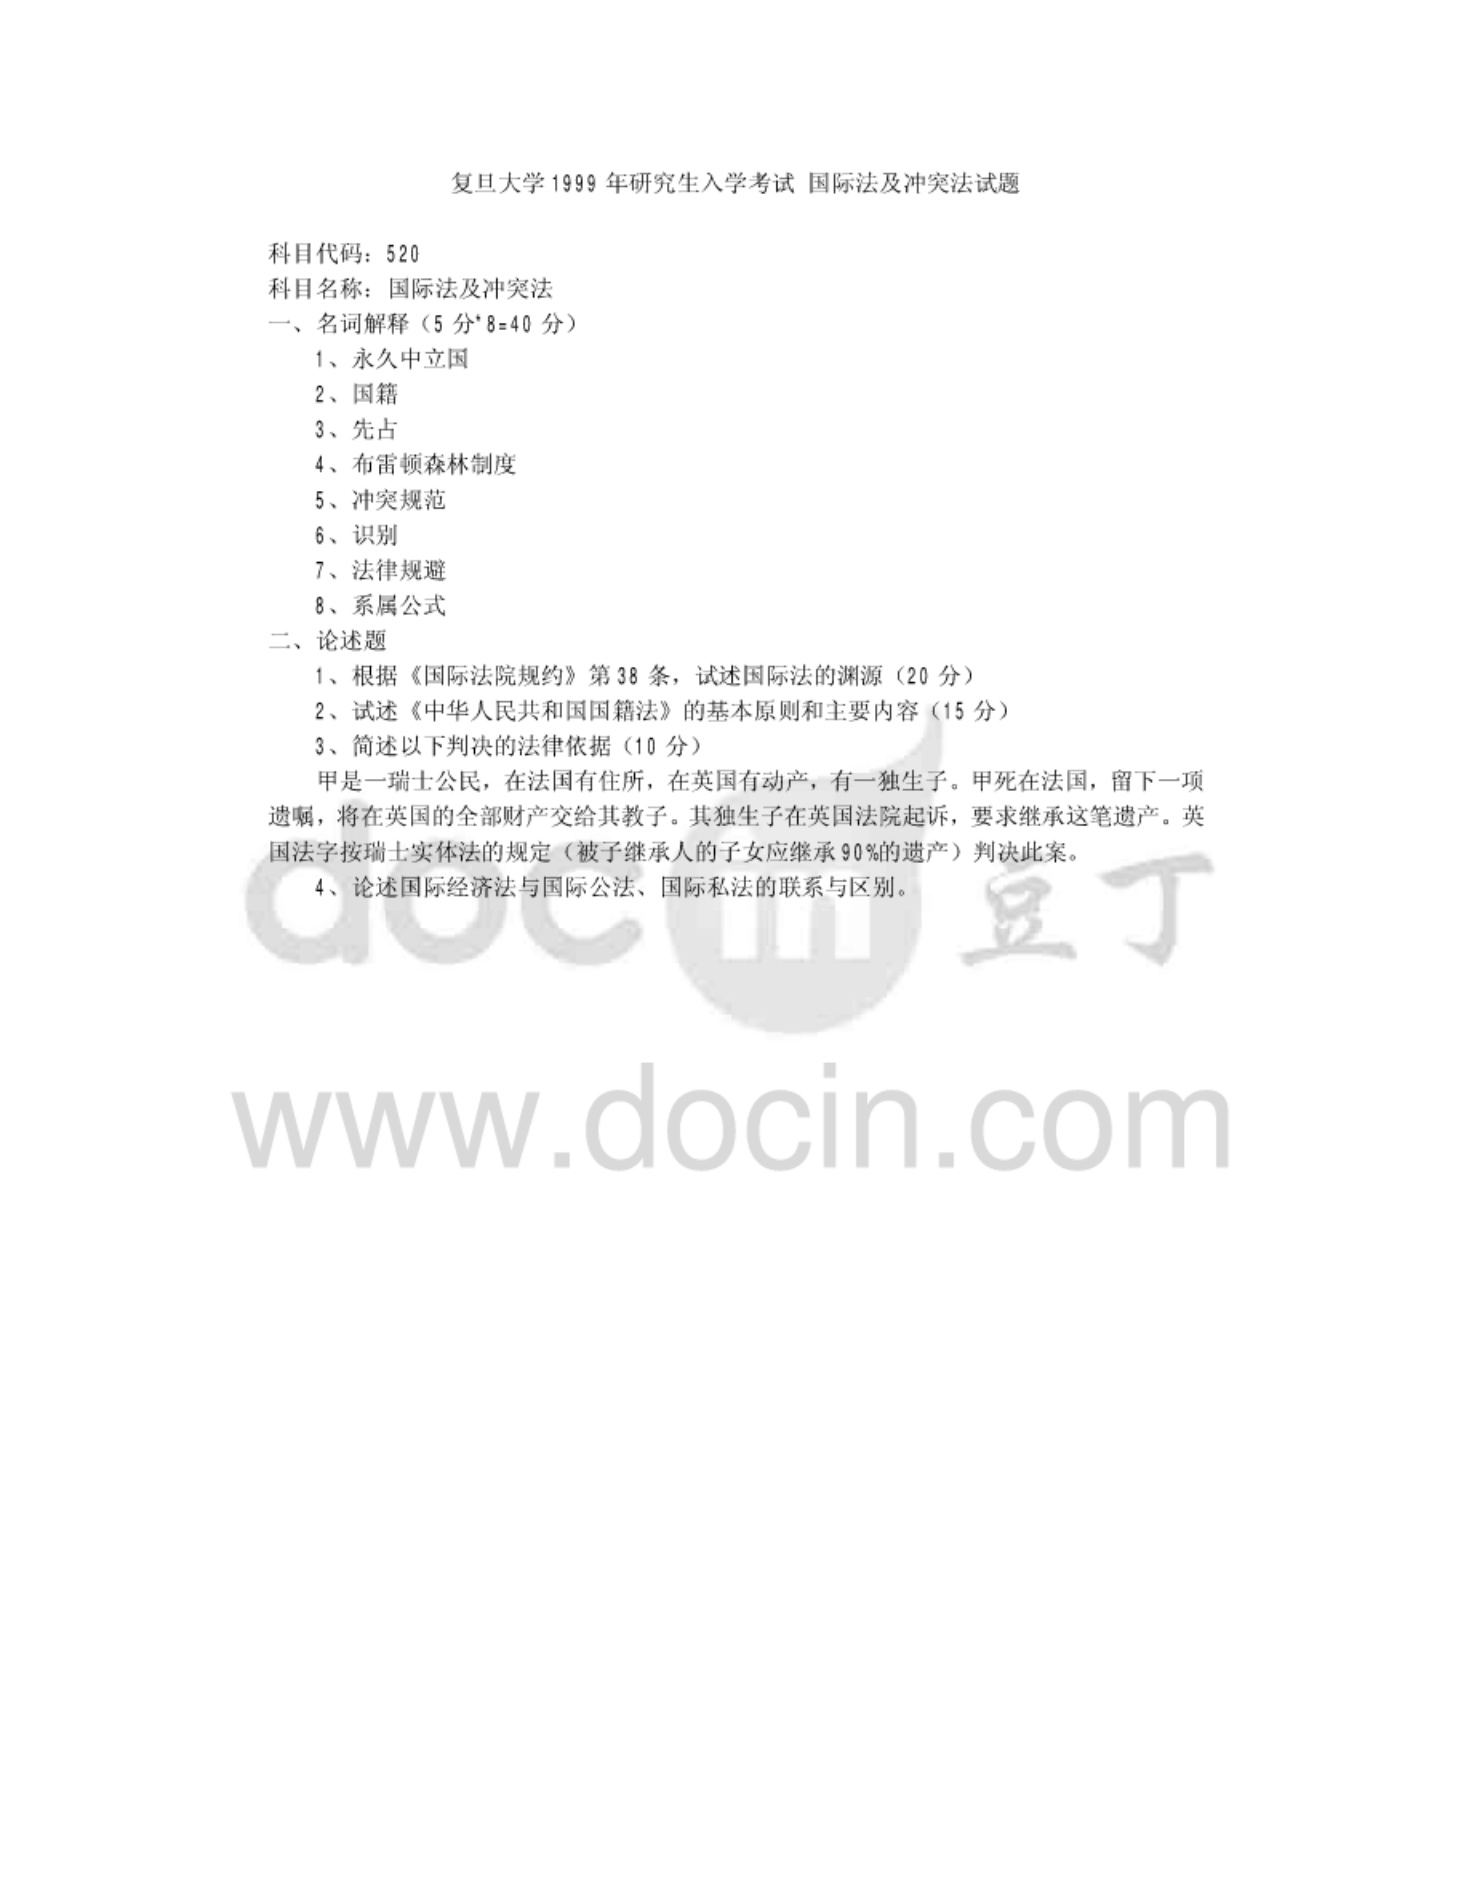 复旦大学1999 年研究生入学考试 国际法及冲突法试题
科目代码：520
科目名称：国际法及冲突法
一、名词解释（5 分*8=40 分）
1、永久中立国
2、国籍
3、先占
4、布雷顿森林制度
5、冲突规范
6、识别
7、法律规避
8、系属公式
二、论述题
1、根据《国际法院规约》第38 条，试述国际法的渊源（20 分）
2、试述《中华人民共和国国籍法》的基本原则和主要内容（15 分）
3、简述以下判决的法律依据（10 分）
甲是一瑞士公民，在法国有住所，在英国有动产，有一独生子。甲死在法国，留下一项
遗嘱，将在英国的全部财产交给其教子。其独生子在英国法院起诉，要求继承这笔遗产。英
国法字按瑞士实体法的规定（被子继承人的子女应继承90%的遗产）判决此案。
4、论述国际经济法与国际公法、国际私法的联系与区别。
docin 豆丁
www.docin.com